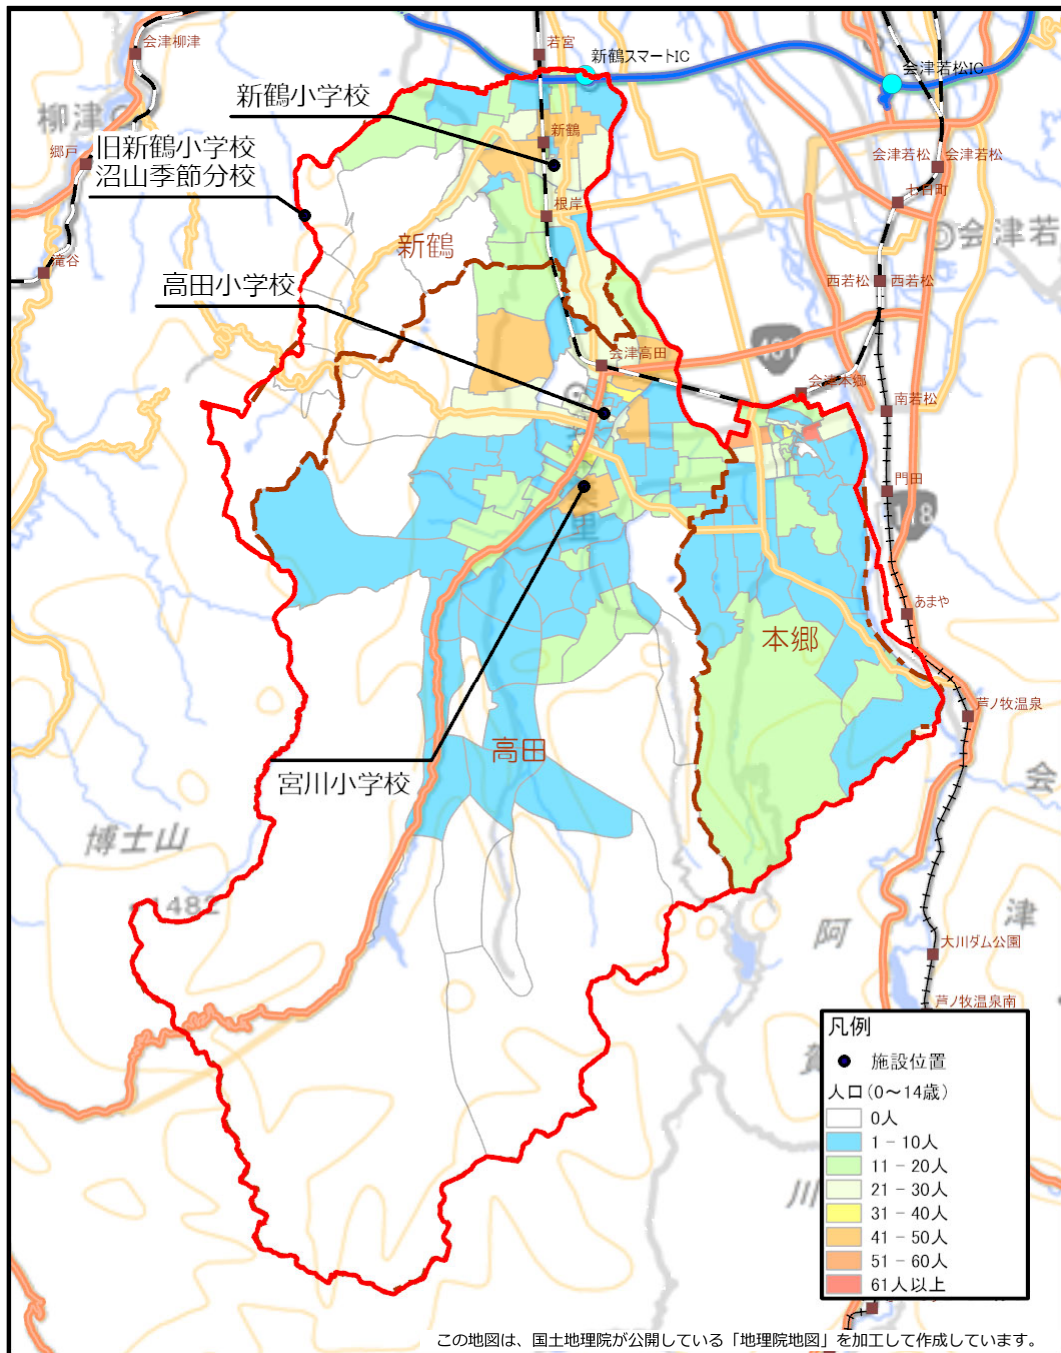 会津柳津
若宮
新鶴スマートIC
会津若松IC
新鶴小学校
柳津
郷戸
旧新鶴小学校
沼山季節分校
新鶴
会津若松
会津若松
七日町
根岸
会津若
新鶴
滝谷
高田小学校
西若松
西若松
401
会津高田
会津本郷
南若松
門田
118
里
あまや
本郷
芦ノ牧温泉
高田
宮川小学校
会
博士山
1482
阿
津
大川ダム公園
芦ノ牧温泉南
賀
川
凡例
施設位置
人口(0～14歳)
0人
1 - 10人
11 - 20人
21 - 30人
31 - 40人
41 - 50人
51 - 60人
61人以上
この地図は、国土地理院が公開している「地理院地図」を加工して作成しています。